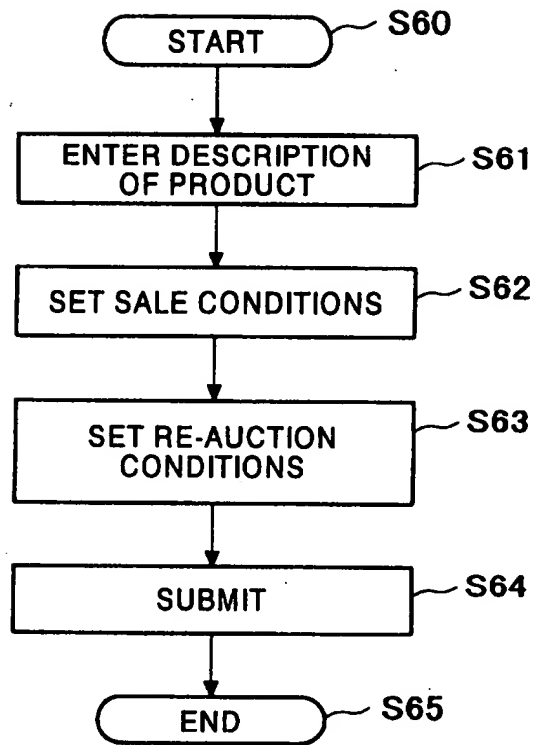 START
S60
ENTER DESCRIPTION
OF PRODUCT
S61
SET SALE CONDITIONS
S62
SET RE-AUCTION
CONDITIONS
S63
SUBMIT
S64
END
S65